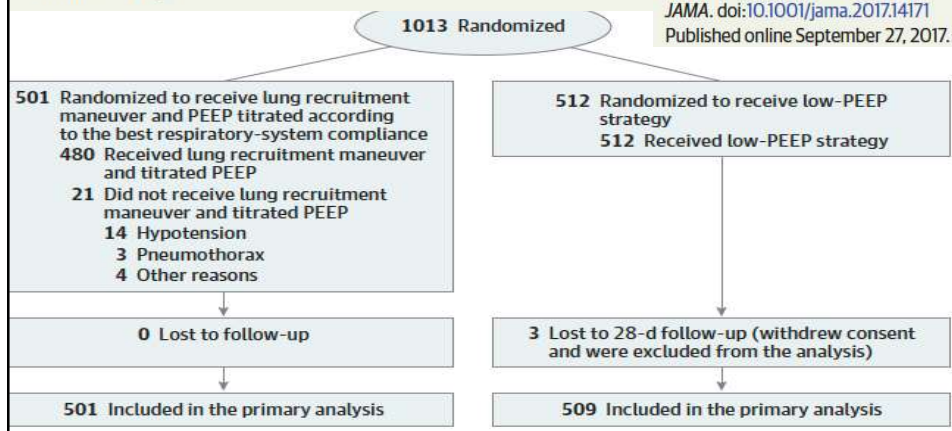 JAMA. doi:10.1001/jama.2017.14171
Published online September 27, 2017.
1013 Randomized
501 Randomized to receive lung recruitment
maneuver and PEEP titrated according
to the best respiratory-system compliance
480 Received lung recruitment maneuver
and titrated PEEP
21 Did not receive lung recruitment
maneuver and titrated PEEP
14 Hypotension
3 Pneumothorax
4 Other reasons
512 Randomized to receive low-PEEP
strategy
512 Received low-PEEP strategy
0 Lost to follow-up
3 Lost to 28-d follow-up (withdrew consent
and were excluded from the analysis)
501 Included in the primary analysis
509 Included in the primary analysis